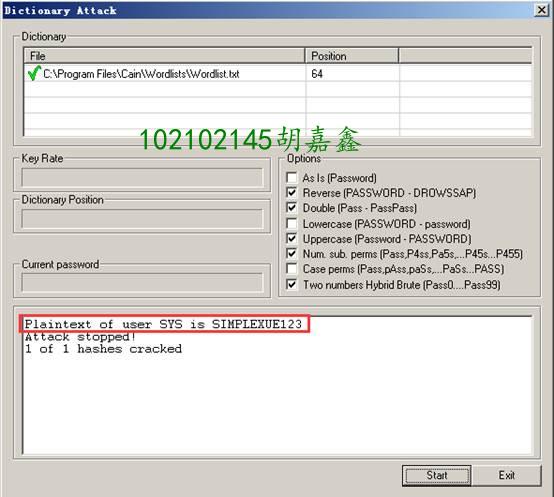 Dictionary Attack
Dictionary
File Position
C:\Program Files\Cain\Wordlists\Wordlist.txt 64
102102145胡嘉鑫
Key Rate
Dictionary Position
Current password
Options
As Is (Password)
Reverse (PASSWORD - DROWSSAP)
Double (Pass - PassPass)
Lowercase (PASSWORD - password)
Uppercase (Password - PASSWORD)
Num. sub. perms (Pass,P4ss,Pa5s,...P45s...P455)
Case perms (Pass,pAss,paSs,...PaSs...PASS)
Two numbers Hybrid Brute (Pass0....Pass99)
Plaintext of user SYS is SIMPLEXUE123
Attack stopped!
1 of 1 hashes cracked
Start Exit